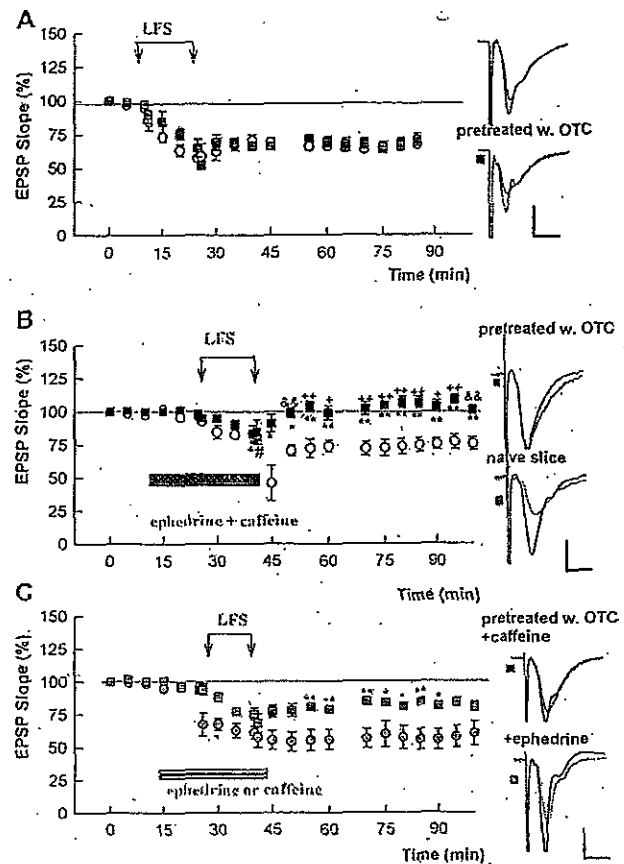 A
LFS
EPSP Slope (%)
150
125
100
75
50
25
0
0 15 30 45 60 75 90
Time (min)
pretreated w. OTC
B
LFS
EPSP Slope (%)
150
125
100
75
50
25
0
&& ++ + ++ ++ ++ ++ + ++ &&
* ** ** ** ** ** ** ** **
#
ephedrine + caffeine
0 15 30 45 60 75 90
Time (min)
pretreated w. OTC
naive slice
C
LFS
EPSP Slope (%)
150
125
100
75
50
25
0
** * ** * * ** *
ephedrine or caffeine
0 15 30 45 60 75 90
Time (min)
pretreated w. OTC
+caffeine
+ephedrine